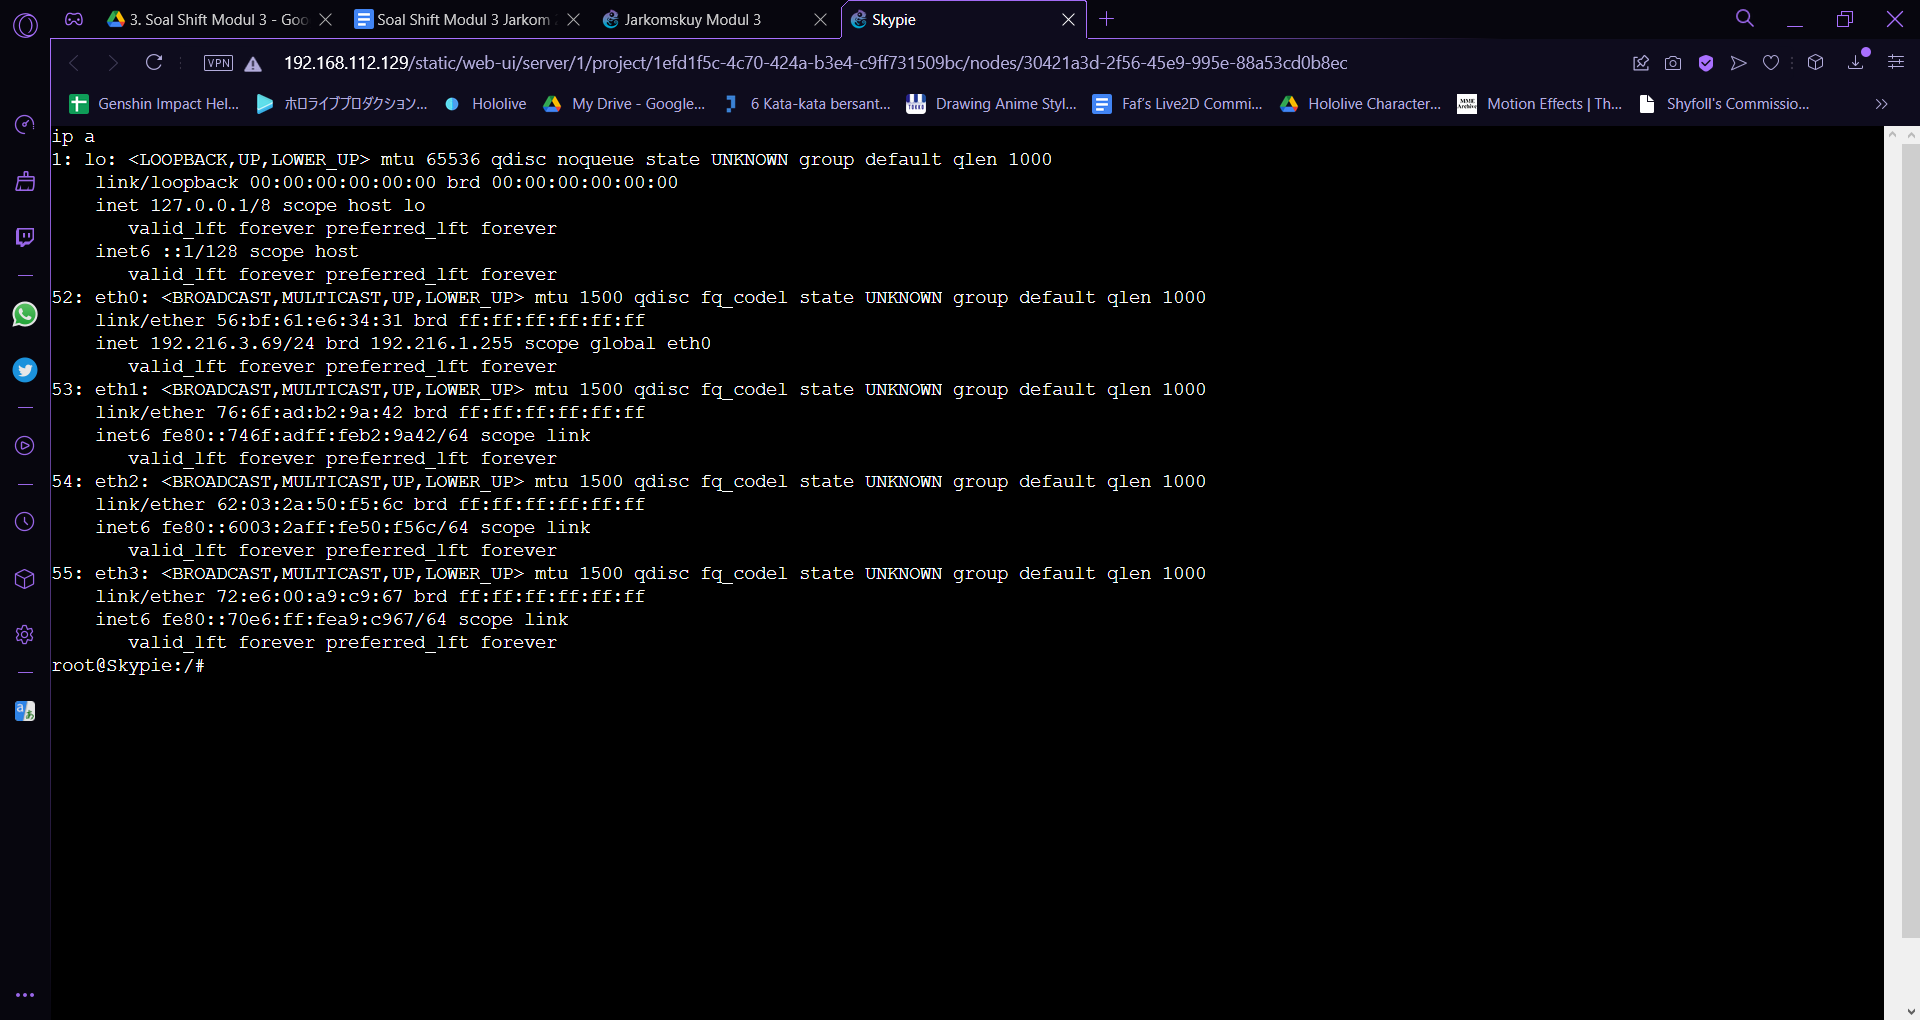 3. Soal Shift Modul 3 - Goo
Soal Shift Modul 3 Jarkom
Jarkomskuy Modul 3
Skypie
VPN
192.168.112.129/static/web-ui/server/1/project/1efd1f5c-4c70-424a-b3e4-c9ff731509bc/nodes/30421a3d-2f56-45e9-995e-88a53cd0b8ec
Genshin Impact Hel...
ホロライブプロダクション...
Hololive
My Drive - Google...
6 Kata-kata bersant...
Drawing Anime Styl...
Faf's Live2D Commi...
Hololive Character...
Motion Effects | Th...
Shyfoll's Commissio...
ip a
1: lo: <LOOPBACK,UP,LOWER_UP> mtu 65536 qdisc noqueue state UNKNOWN group default qlen 1000
    link/loopback 00:00:00:00:00:00 brd 00:00:00:00:00:00
    inet 127.0.0.1/8 scope host lo
       valid_lft forever preferred_lft forever
    inet6 ::1/128 scope host
       valid_lft forever preferred_lft forever
52: eth0: <BROADCAST,MULTICAST,UP,LOWER_UP> mtu 1500 qdisc fq_codel state UNKNOWN group default qlen 1000
    link/ether 56:bf:61:e6:34:31 brd ff:ff:ff:ff:ff:ff
    inet 192.216.3.69/24 brd 192.216.1.255 scope global eth0
       valid_lft forever preferred_lft forever
53: eth1: <BROADCAST,MULTICAST,UP,LOWER_UP> mtu 1500 qdisc fq_codel state UNKNOWN group default qlen 1000
    link/ether 76:6f:ad:b2:9a:42 brd ff:ff:ff:ff:ff:ff
    inet6 fe80::746f:adff:feb2:9a42/64 scope link
       valid_lft forever preferred_lft forever
54: eth2: <BROADCAST,MULTICAST,UP,LOWER_UP> mtu 1500 qdisc fq_codel state UNKNOWN group default qlen 1000
    link/ether 62:03:2a:50:f5:6c brd ff:ff:ff:ff:ff:ff
    inet6 fe80::6003:2aff:fe50:f56c/64 scope link
       valid_lft forever preferred_lft forever
55: eth3: <BROADCAST,MULTICAST,UP,LOWER_UP> mtu 1500 qdisc fq_codel state UNKNOWN group default qlen 1000
    link/ether 72:e6:00:a9:c9:67 brd ff:ff:ff:ff:ff:ff
    inet6 fe80::70e6:ff:fea9:c967/64 scope link
       valid_lft forever preferred_lft forever
root@Skypie:/#